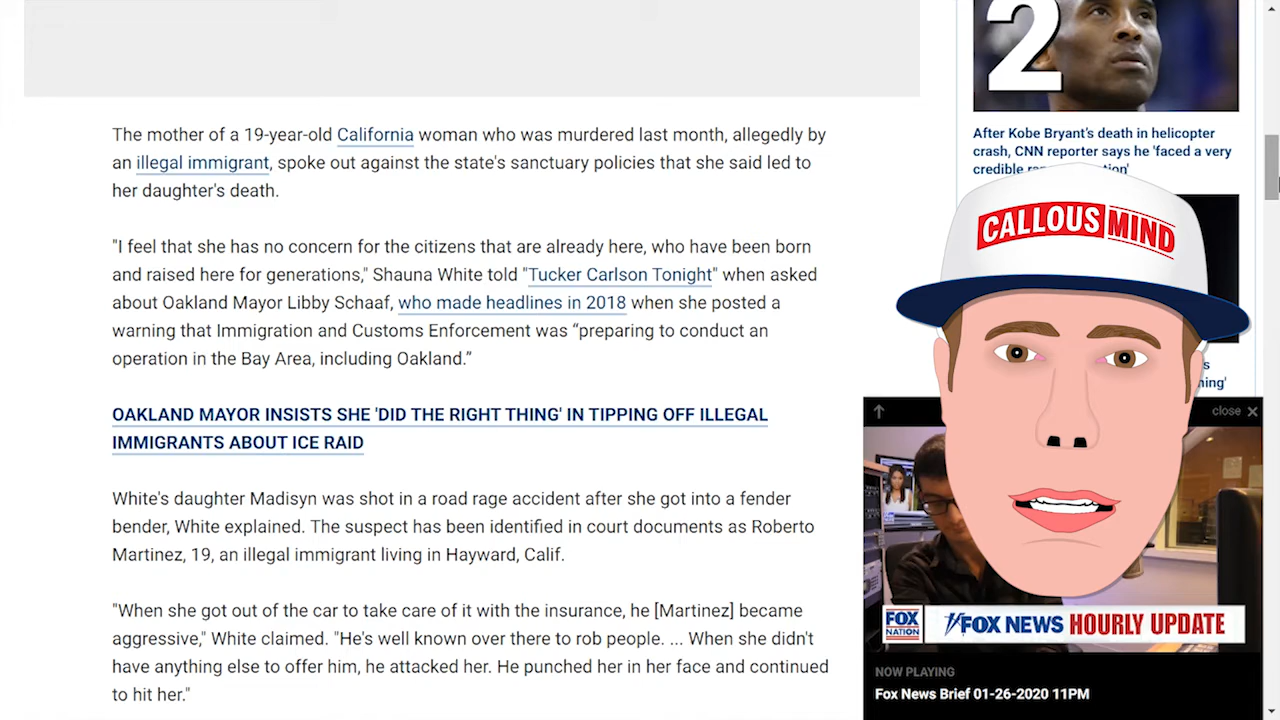 The mother of a 19-year-old California woman who was murdered last month, allegedly by
an illegal immigrant, spoke out against the state's sanctuary policies that she said led to
her daughter's death.
"I feel that she has no concern for the citizens that are already here, who have been born
and raised here for generations," Shauna White told "Tucker Carlson Tonight" when asked
about Oakland Mayor Libby Schaaf, who made headlines in 2018 when she posted a
warning that Immigration and Customs Enforcement was “preparing to conduct an
operation in the Bay Area, including Oakland.”
OAKLAND MAYOR INSISTS SHE 'DID THE RIGHT THING' IN TIPPING OFF ILLEGAL
IMMIGRANTS ABOUT ICE RAID
White's daughter Madisyn was shot in a road rage accident after she got into a fender
bender, White explained. The suspect has been identified in court documents as Roberto
Martinez, 19, an illegal immigrant living in Hayward, Calif.
"When she got out of the car to take care of it with the insurance, he [Martinez] became
aggressive," White claimed. "He's well known over there to rob people. ... When she didn't
have anything else to offer him, he attacked her. He punched her in her face and continued
to hit her."
2
After Kobe Bryant's death in helicopter
crash, CNN reporter says he 'faced a very
credible
CALLOUS MIND
close
FOX NATION
FOX NEWS HOURLY UPDATE
NOW PLAYING
Fox News Brief 01-26-2020 11PM